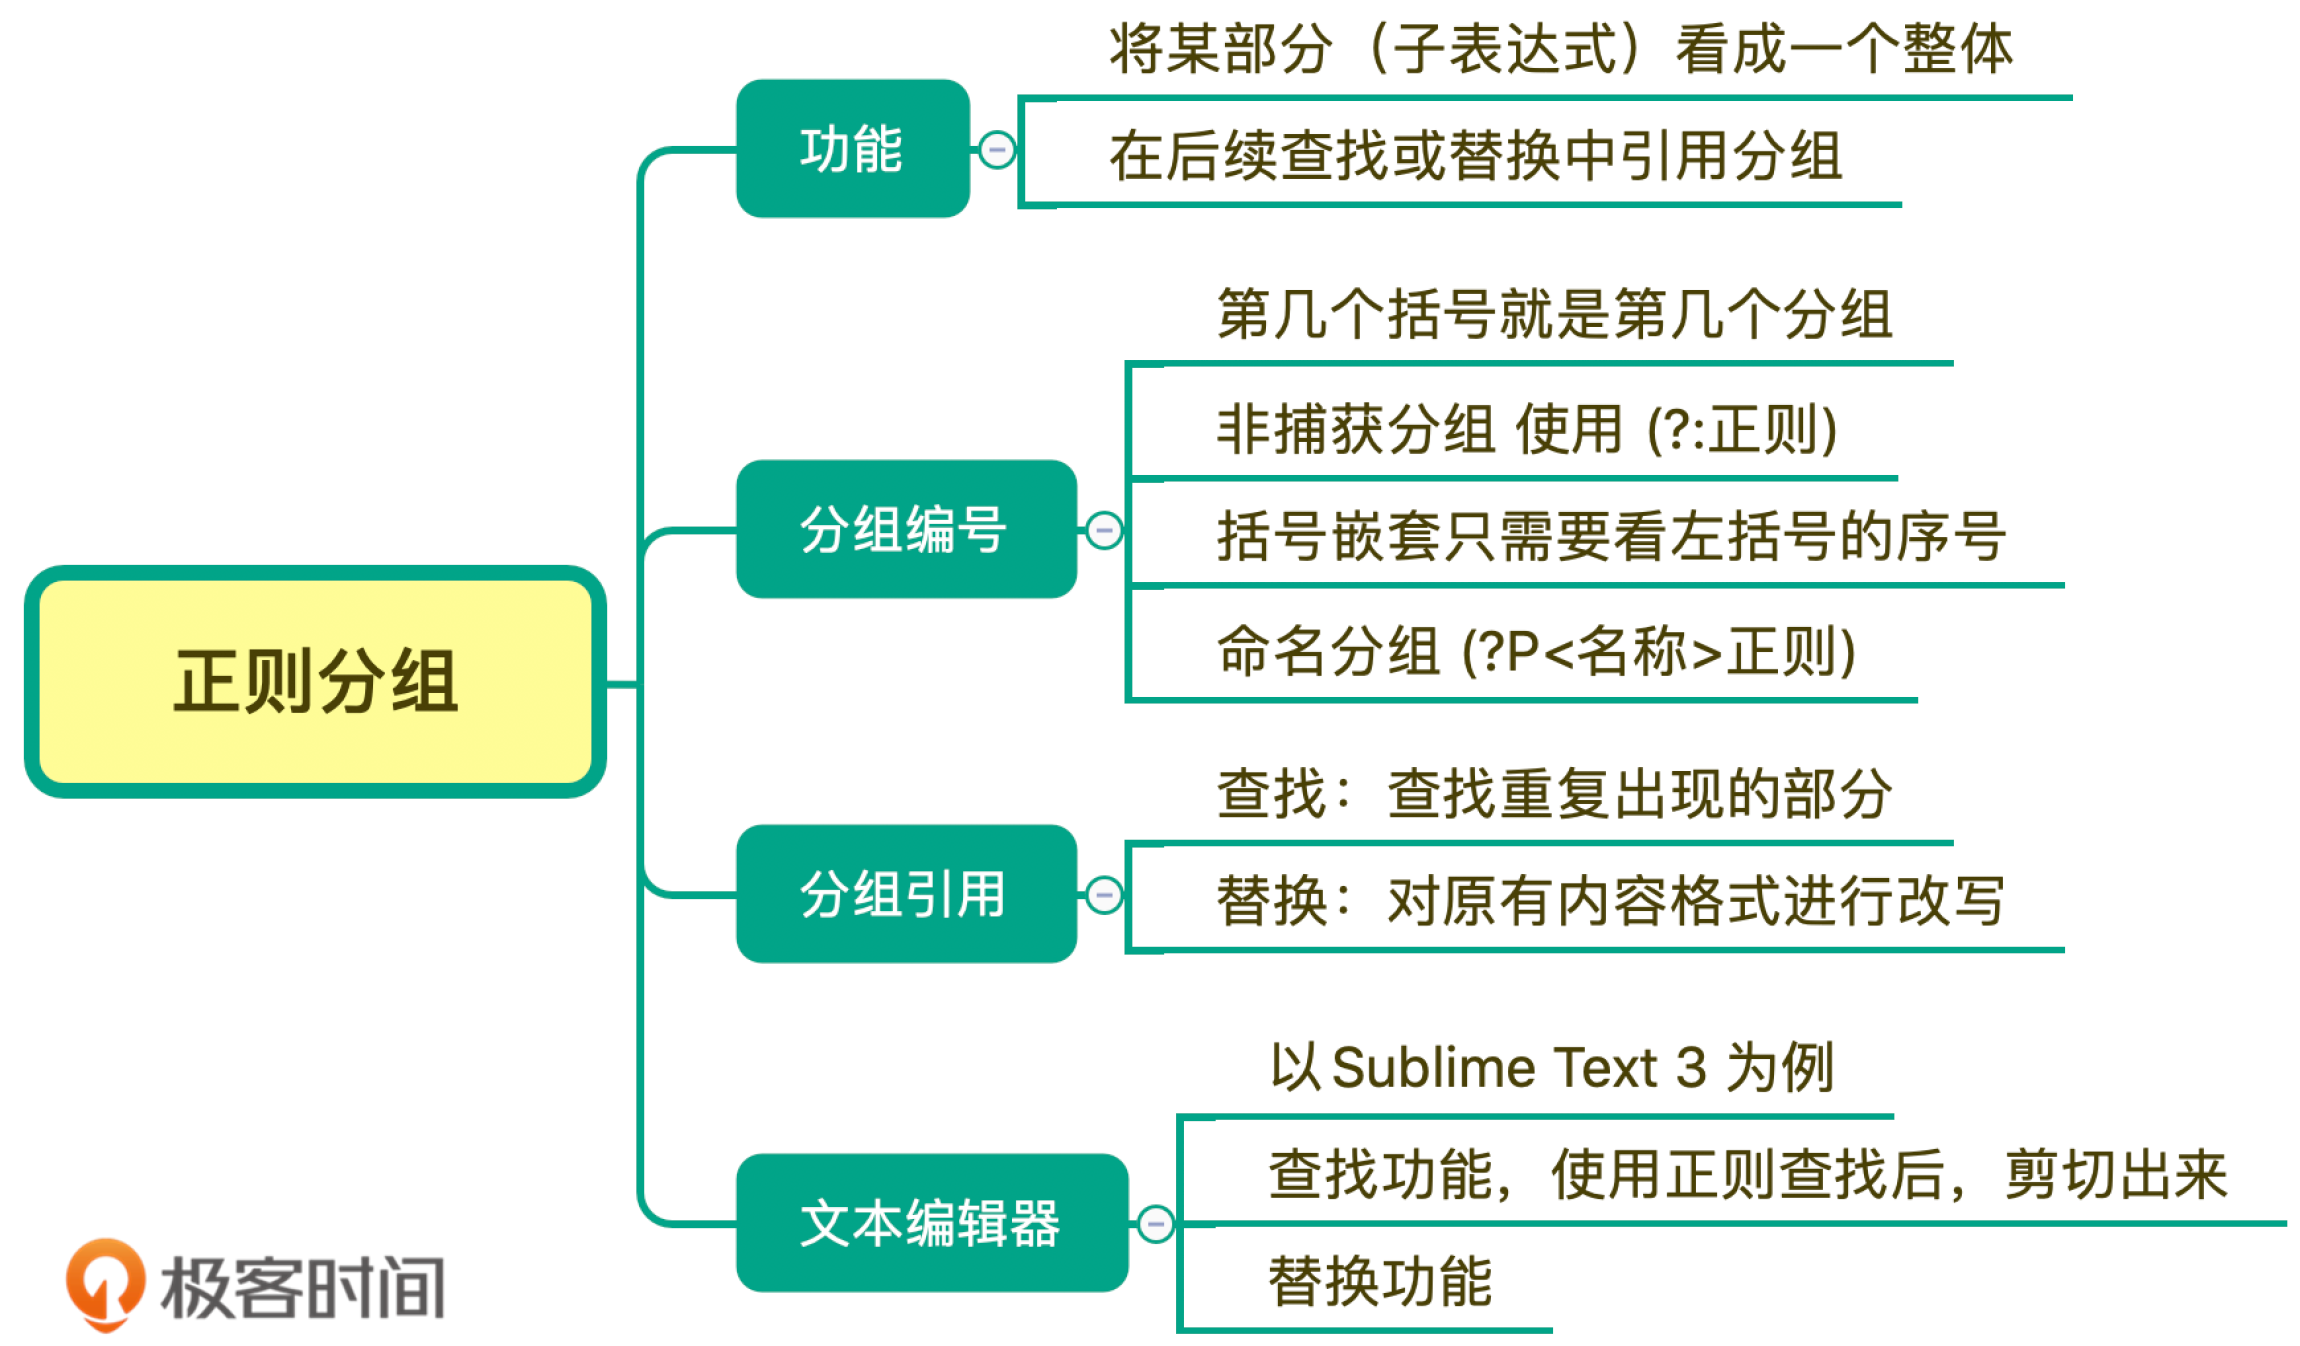 正则分组
功能
将某部分（子表达式）看成一个整体
在后续查找或替换中引用分组
分组编号
第几个括号就是第几个分组
非捕获分组 使用 (?:正则)
括号嵌套只需要看左括号的序号
命名分组 (?P<名称>正则)
分组引用
查找：查找重复出现的部分
替换：对原有内容格式进行改写
文本编辑器
以 Sublime Text 3 为例
查找功能，使用正则查找后，剪切出来
替换功能
极客时间